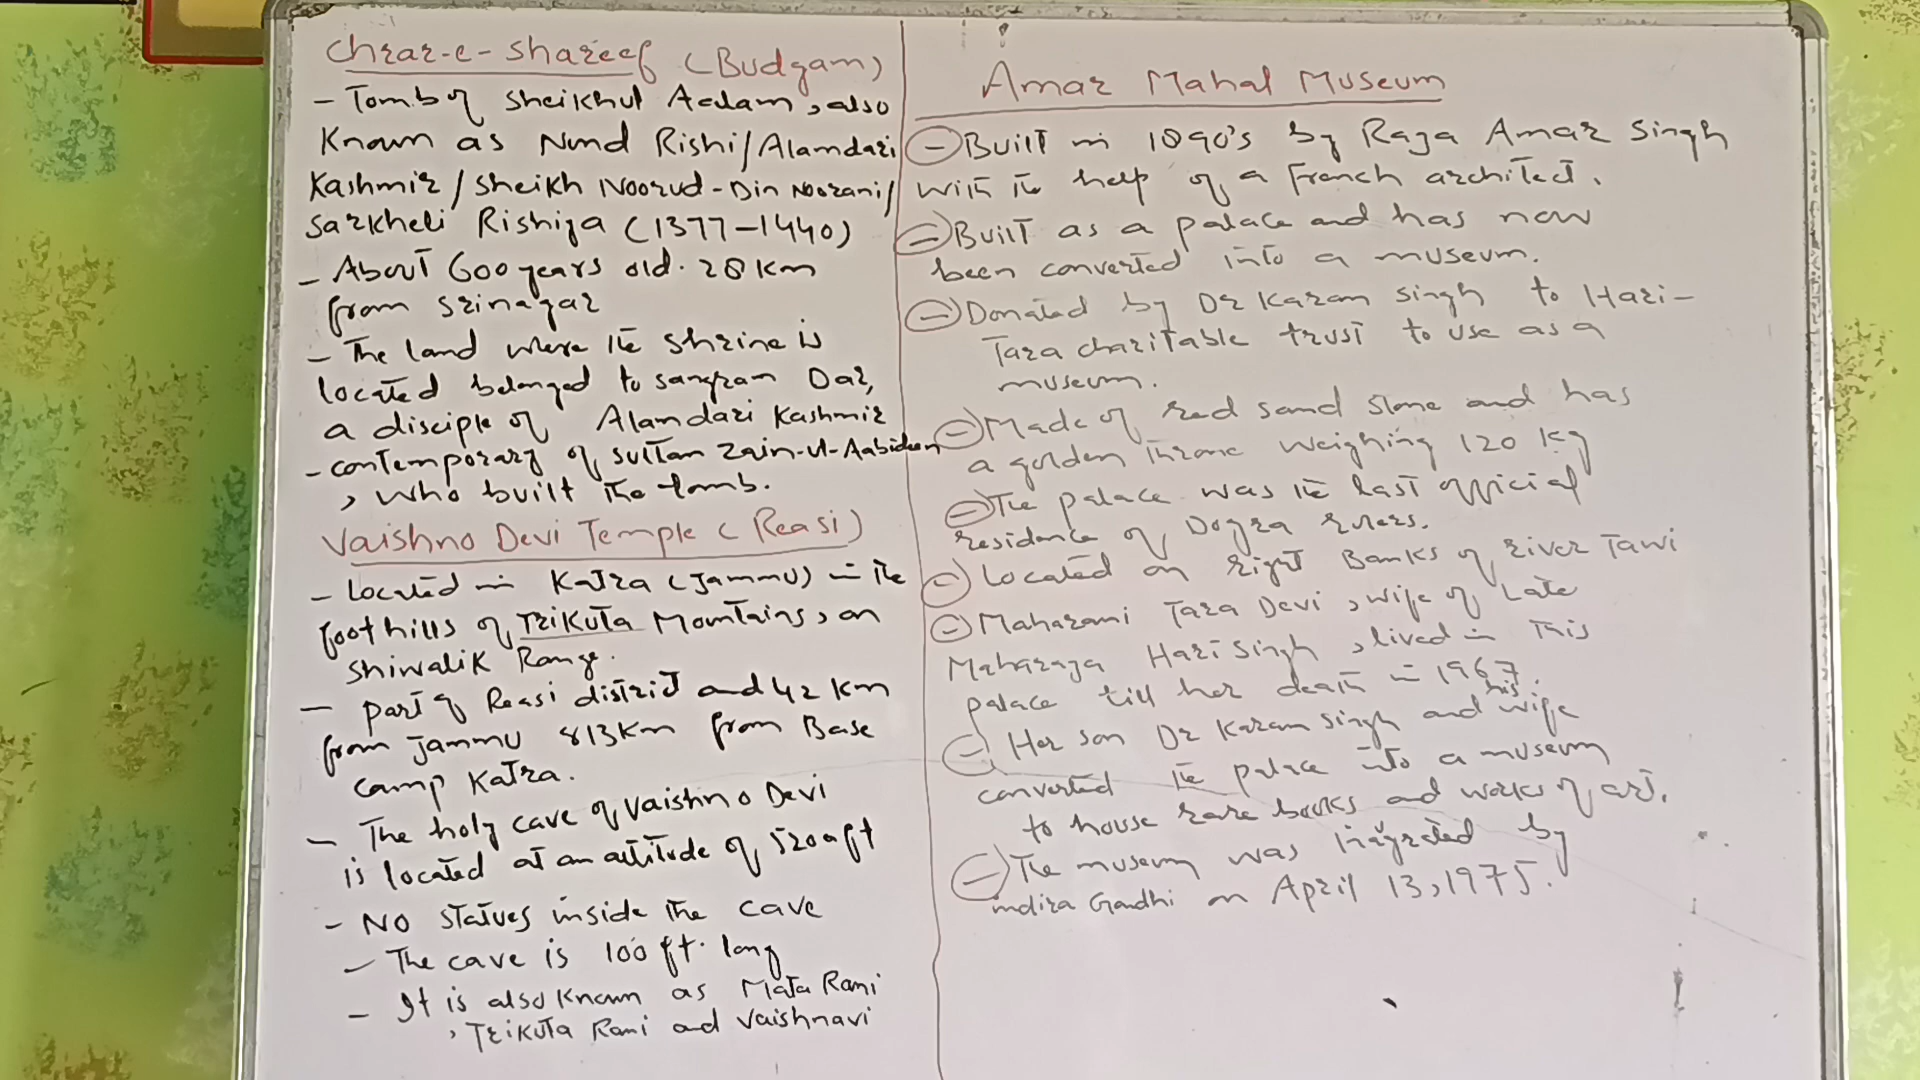 Chrar-e-Shareef (Budgam)
- Tomb of Sheikhul Aalam, also
Known as Nund Rishi/Alamdari
Kashmir/Sheikh Noorud-Din Noorani/
Sarkheli Rishiya (1377-1440)
- About 600 years old. 28 Km
from Srinagar
- The land where the Shrine is
located belonged to Sangram Dar,
a disciple of Alamdari Kashmir
- contemporary of Sultan Zain-ul-Aabideen
, who built the tomb.
Vaishno Devi Temple (Reasi)
- Located in Katra (Jammu) in the
foothills of Trikuta Mountains, on
Shiwalik Range.
- part of Reasi district and 42 Km
from Jammu &13Km from Base
camp Katra.
- The holy cave of Vaishno Devi
is located at an altitude of 5200ft
- No statues inside the cave
- The cave is 100 ft. long
- It is also Known as Mata Rani
, Trikuta Rani and Vaishnavi
Amar Mahal Museum
- Built in 1890's by Raja Amar Singh
with the help of a French architect.
- Built as a palace and has now
been converted into a museum.
- Donated by Dr Karan Singh to Hari-
Tara charitable trust to use as a
museum.
- Made of red sand stone and has
a golden throne weighing 120 kg
- The palace was the last official
residence of Dogra rulers.
- Located on right Banks of river Tawi
- Maharani Tara Devi, wife of Late
Maharaja Hari Singh, lived in this
palace till her death in 1967.
- Her son Dr Karan Singh and his wife
converted the palace into a museum
to house rare books and works of art.
- The museum was by
indira Gandhi on April 13, 1975.